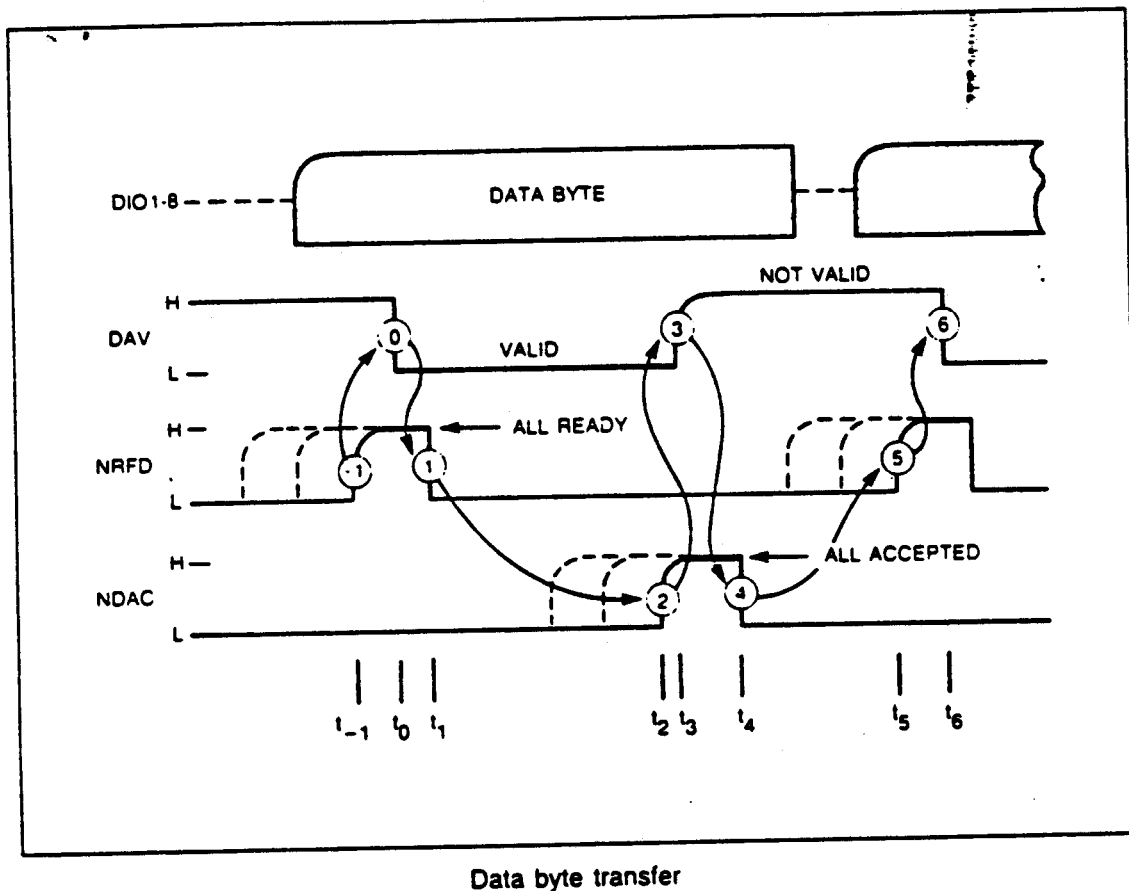 DIO1-8
DATA BYTE
NOT VALID
H
DAV
0
3
6
VALID
L
H
ALL READY
NRFD
-1
1
5
L
H
ALL ACCEPTED
NDAC
2
4
L
t-1 t0 t1 t2 t3 t4 t5 t6
Data byte transfer